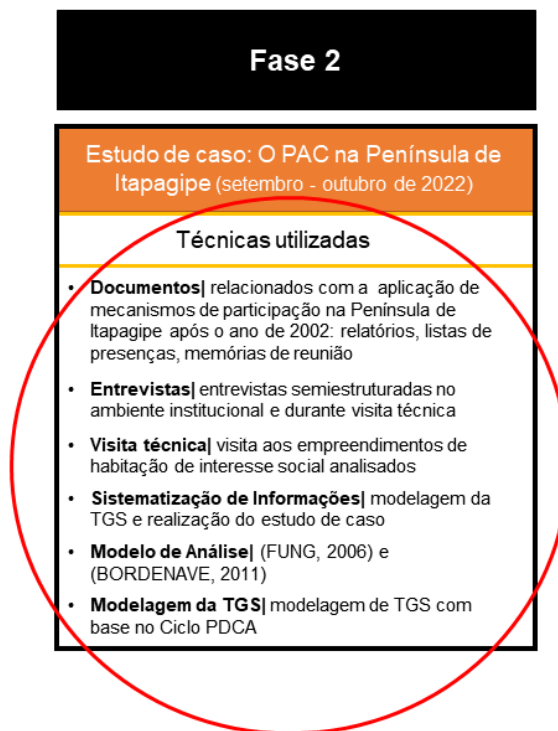 Fase 2
Estudo de caso: O PAC na Península de
Itapagipe (setembro - outubro de 2022)
Técnicas utilizadas
• Documentos| relacionados com a aplicação de
mecanismos de participação na Península de
Itapagipe após o ano de 2002: relatórios, listas de
presenças, memórias de reunião
• Entrevistas| entrevistas semiestruturadas no
ambiente institucional e durante visita técnica
• Visita técnica| visita aos empreendimentos de
habitação de interesse social analisados
• Sistematização de Informações| modelagem da
TGS e realização do estudo de caso
• Modelo de Análise| (FUNG, 2006) e
(BORDENAVE, 2011)
• Modelagem da TGS| modelagem de TGS com
base no Ciclo PDCA